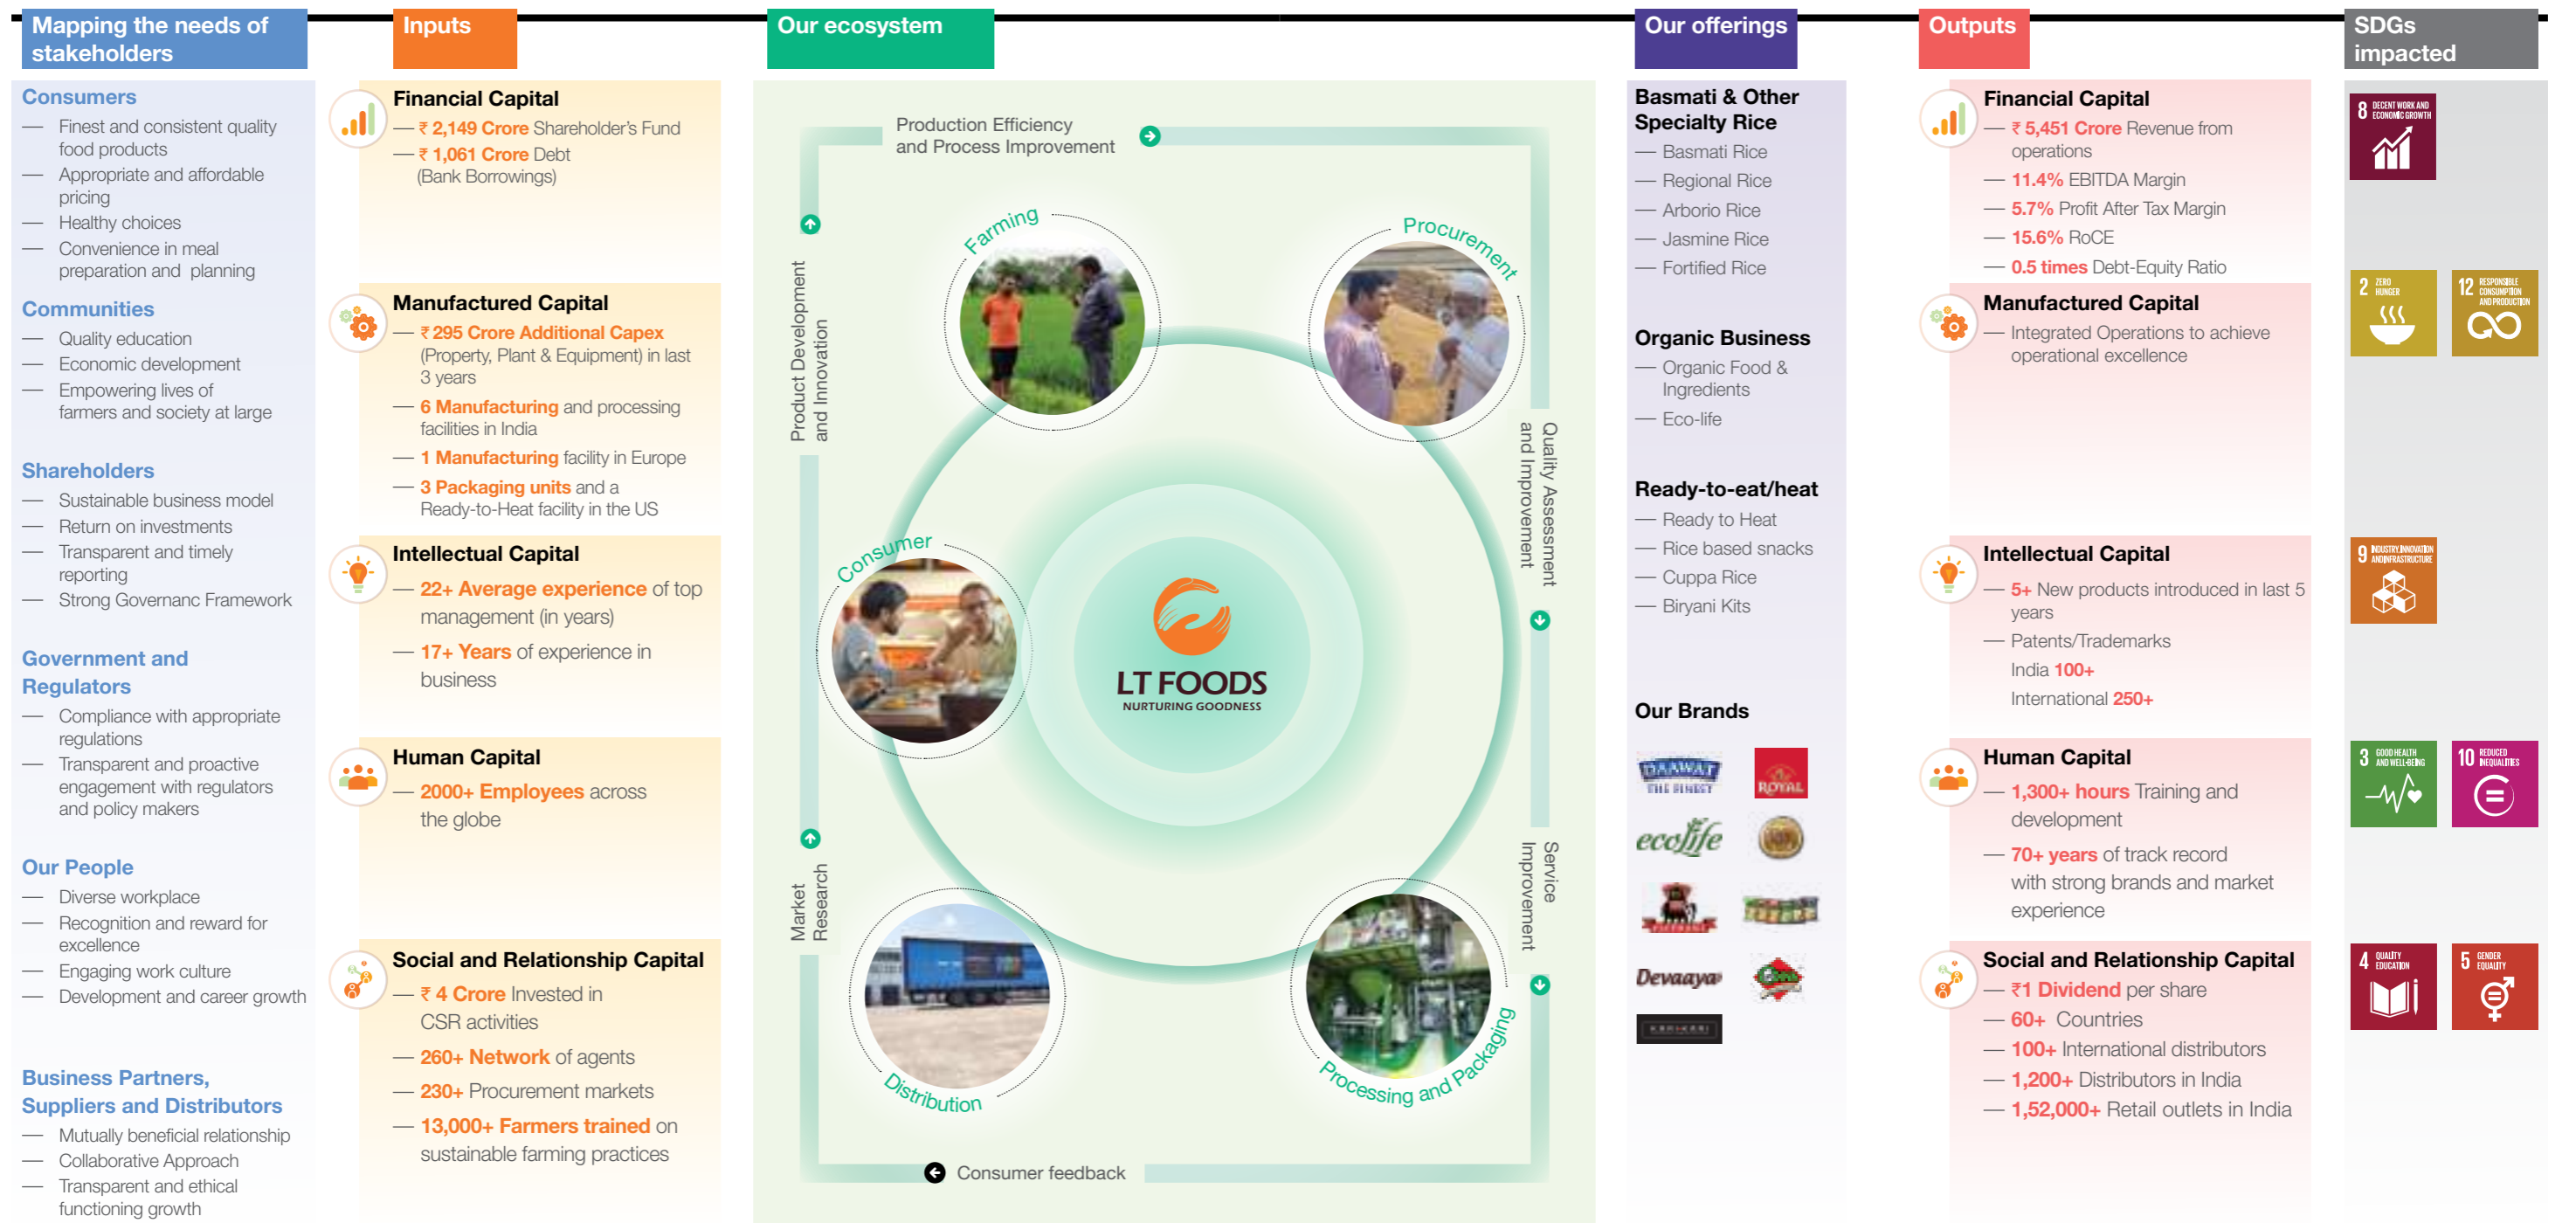 Mapping the needs of
stakeholders
Consumers
— Finest and consistent quality
food products
— Appropriate and affordable
pricing
— Healthy choices
— Convenience in meal
preparation and planning
Communities
— Quality education
— Economic development
— Empowering lives of
farmers and society at large
Shareholders
— Sustainable business model
— Return on investments
— Transparent and timely
reporting
— Strong Governanc Framework
Government and
Regulators
— Compliance with appropriate
regulations
— Transparent and proactive
engagement with regulators
and policy makers
Our People
— Diverse workplace
— Recognition and reward for
excellence
— Engaging work culture
— Development and career growth
Business Partners,
Suppliers and Distributors
— Mutually beneficial relationship
— Collaborative Approach
— Transparent and ethical
functioning growth
Inputs
Financial Capital
— ₹ 2,149 Crore Shareholder's Fund
— ₹ 1,061 Crore Debt
(Bank Borrowings)
Manufactured Capital
— ₹ 295 Crore Additional Capex
(Property, Plant & Equipment) in last
3 years
— 6 Manufacturing and processing
facilities in India
— 1 Manufacturing facility in Europe
— 3 Packaging units and a
Ready-to-Heat facility in the US
Intellectual Capital
— 22+ Average experience of top
management (in years)
— 17+ Years of experience in
business
Human Capital
— 2000+ Employees across
the globe
Social and Relationship Capital
— ₹ 4 Crore Invested in
CSR activities
— 260+ Network of agents
— 230+ Procurement markets
— 13,000+ Farmers trained on
sustainable farming practices
Our ecosystem
Production Efficiency
and Process Improvement
Product Development
and Innovation
Farming
Procurement
Quality Assessment
and Improvement
Consumer
LT FOODS
NURTURING GOODNESS
Market
Research
Service
Improvement
Distribution
Processing and Packaging
Consumer feedback
Our offerings
Basmati & Other
Specialty Rice
— Basmati Rice
— Regional Rice
— Arborio Rice
— Jasmine Rice
— Fortified Rice
Organic Business
— Organic Food &
Ingredients
— Eco-life
Ready-to-eat/heat
— Ready to Heat
— Rice based snacks
— Cuppa Rice
— Biryani Kits
Our Brands
DAAWAT
THE FINEST
ROYAL
ecolife
Devaaya
Outputs
Financial Capital
— ₹ 5,451 Crore Revenue from
operations
— 11.4% EBITDA Margin
— 5.7% Profit After Tax Margin
— 15.6% RoCE
— 0.5 times Debt-Equity Ratio
Manufactured Capital
— Integrated Operations to achieve
operational excellence
Intellectual Capital
— 5+ New products introduced in last 5
years
— Patents/Trademarks
India 100+
International 250+
Human Capital
— 1,300+ hours Training and
development
— 70+ years of track record
with strong brands and market
experience
Social and Relationship Capital
— ₹1 Dividend per share
— 60+ Countries
— 100+ International distributors
— 1,200+ Distributors in India
— 1,52,000+ Retail outlets in India
SDGs
impacted
8 DECENT WORK AND
ECONOMIC GROWTH
2 ZERO
HUNGER
12 RESPONSIBLE
CONSUMPTION
AND PRODUCTION
9 INDUSTRY, INNOVATION
AND INFRASTRUCTURE
3 GOOD HEALTH
AND WELL-BEING
10 REDUCED
INEQUALITIES
4 QUALITY
EDUCATION
5 GENDER
EQUALITY